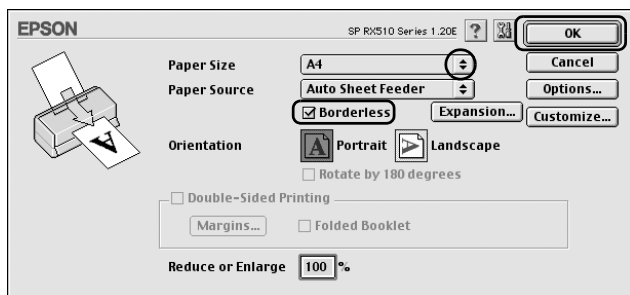 EPSON SP RX510 Series 1.20E ? OK
Paper Size A4 Cancel
Paper Source Auto Sheet Feeder Options...
Borderless Expansion... Customize...
Orientation A Portrait A Landscape
Rotate by 180 degrees
Double-Sided Printing
Margins... Folded Booklet
Reduce or Enlarge 100 %
A